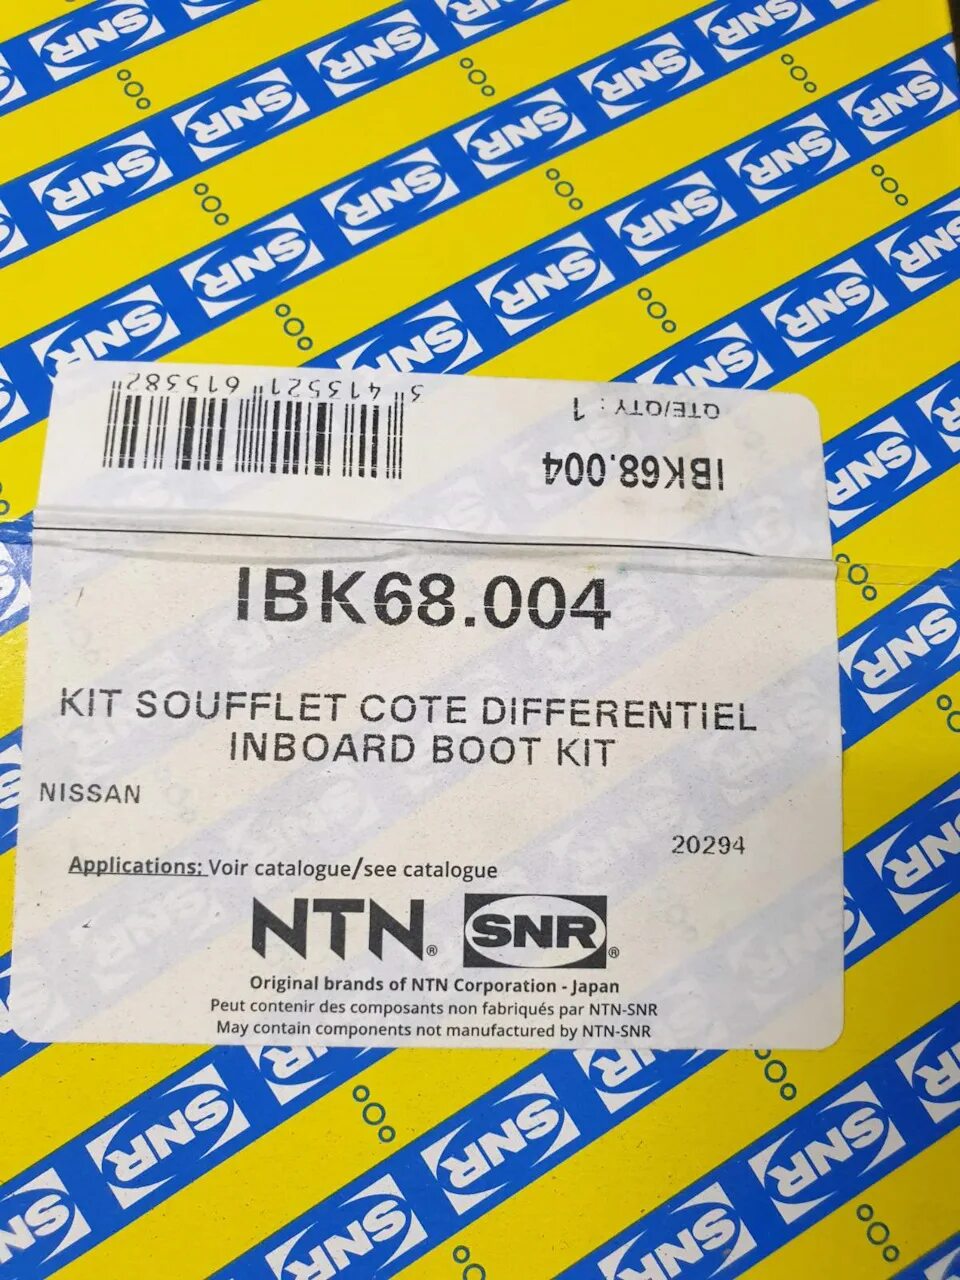 IBK68.004
QTE/QTY : 1
3 413521 615382
IBK68.004
KIT SOUFFLET COTE DIFFERENTIEL
INBOARD BOOT KIT
NISSAN
20294
Applications: Voir catalogue/see catalogue
NTN® SNR®
Original brands of NTN Corporation - Japan
Peut contenir des composants non fabriqués par NTN-SNR
May contain components not manufactured by NTN-SNR